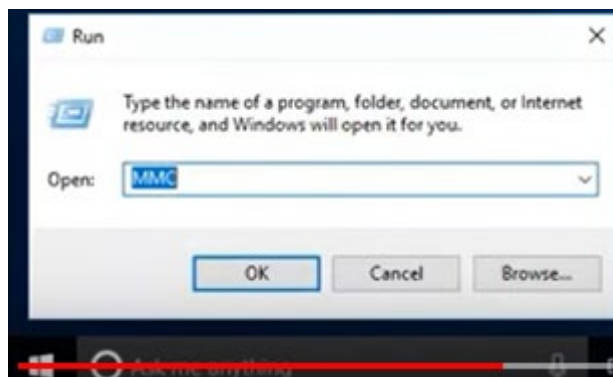 Run
Type the name of a program, folder, document, or Internet
resource, and Windows will open it for you.
Open: MMC
OK Cancel Browse...
Ask me anything